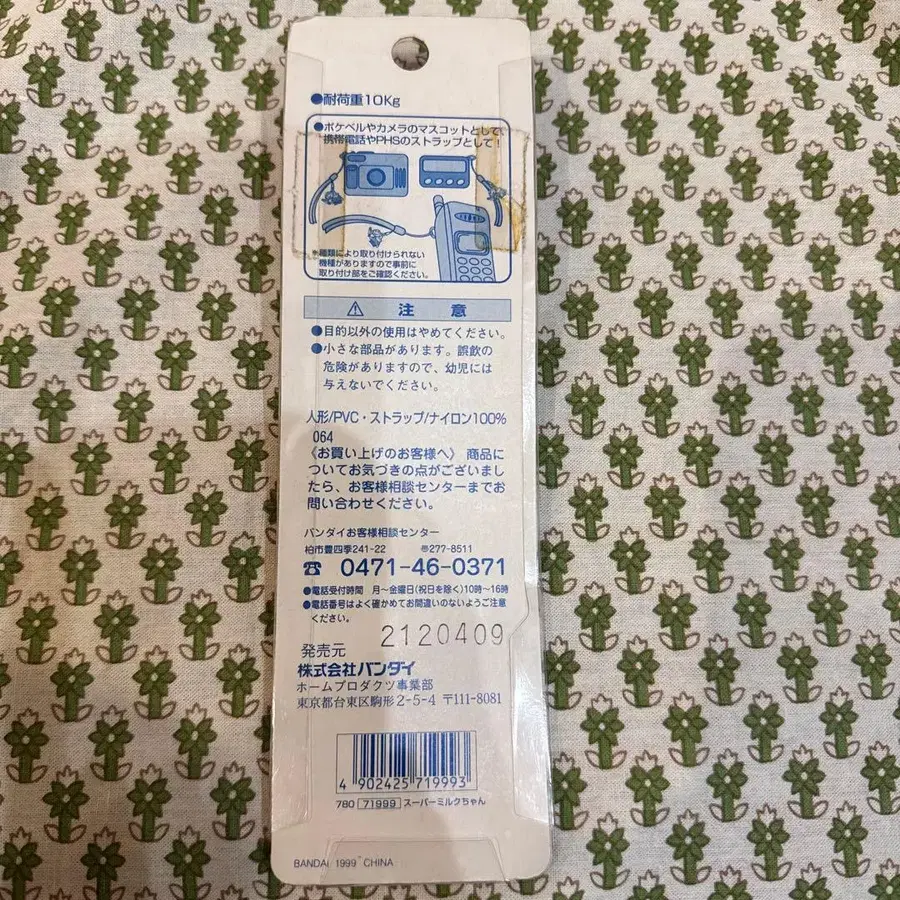 ●耐荷重10Kg
●ポケベルやカメラのマスコットとして、
携帯電話やPHSのストラップとして!
*種類により取り付けられない
機種がありますので事前に
取り付け部をご確認ください。
⚠ 注意
●目的以外の使用はやめてください。
●小さな部品があります。誤飲の
危険がありますので、幼児には
与えないでください。
人形/PVC・ストラップ/ナイロン100%
064
《お買い上げのお客様へ》 商品に
ついてお気づきの点がございまし
たら、お客様相談センターまでお
問い合わせください。
バンダイお客様相談センター
柏市豊四季241-22 〠277-8511
☎ 0471-46-0371
●電話受付時間 月〜金曜日(祝日を除く)10時〜16時
●電話番号はよく確かめてお間違いのないようご注意
ください。
2120409
発売元
株式会社バンダイ
ホームプロダクツ事業部
東京都台東区駒形2-5-4 〒111-8081
4 902425 719993
780 71999 スーパーミルクちゃん
BANDAI 1999 CHINA